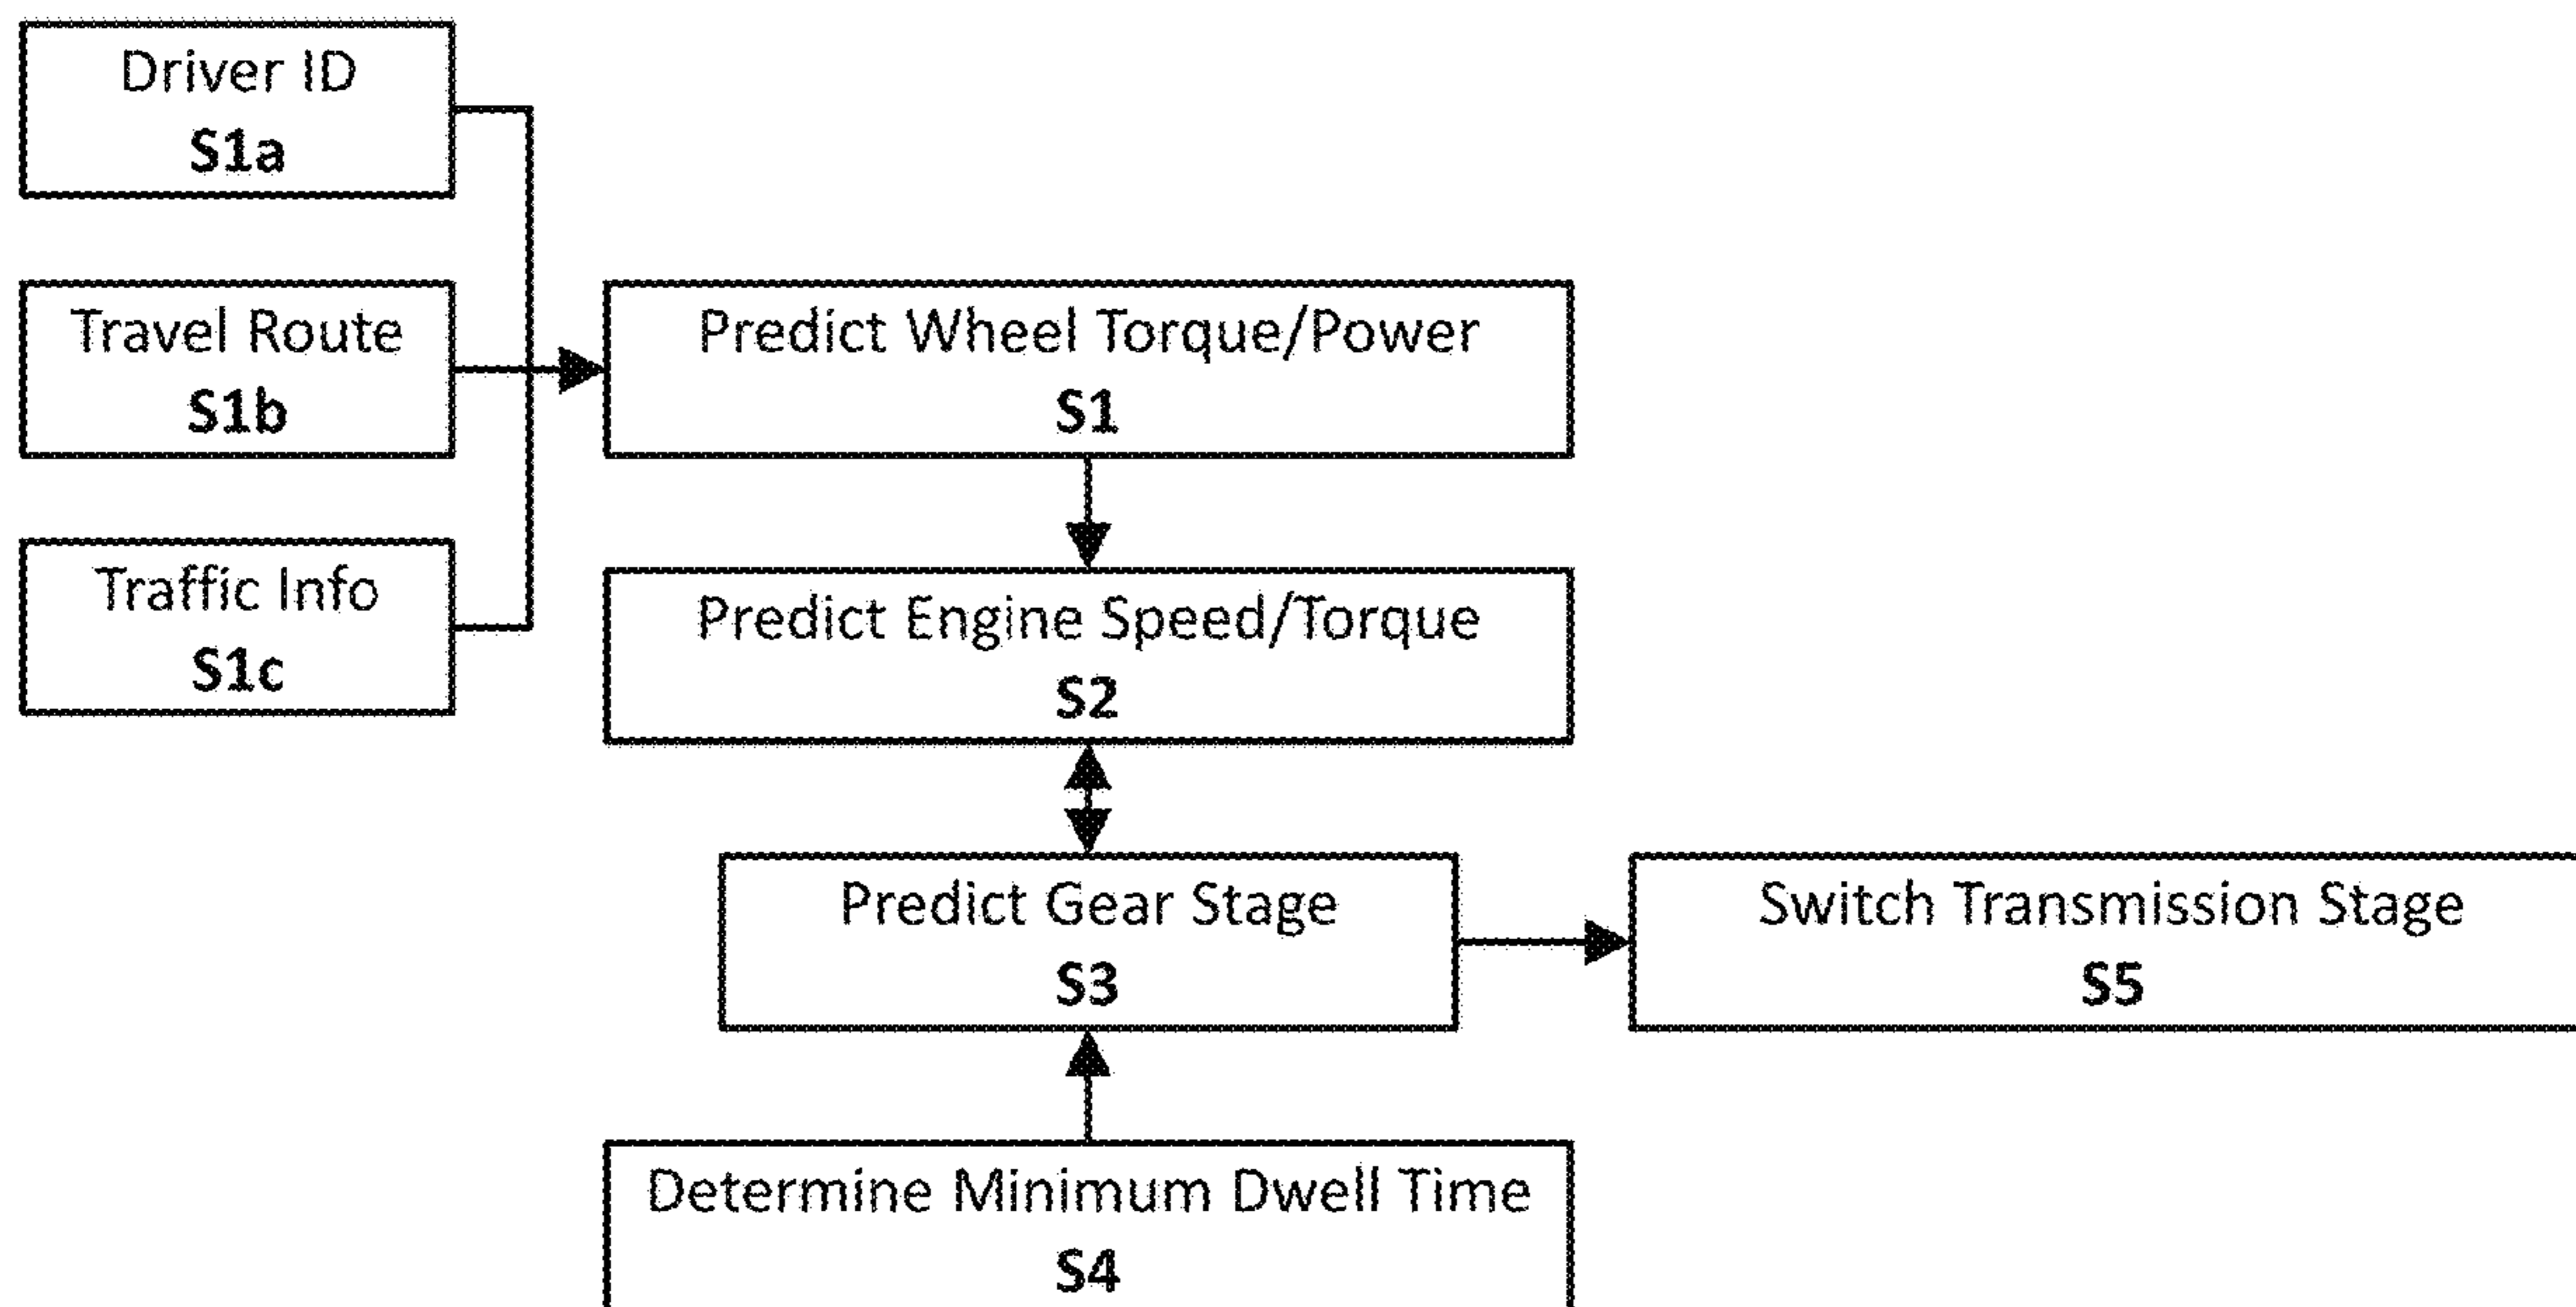 Driver ID
S1a
Travel Route
S1b
Traffic Info
S1c
Predict Wheel Torque/Power
S1
Predict Engine Speed/Torque
S2
Predict Gear Stage
S3
Switch Transmission Stage
S5
Determine Minimum Dwell Time
S4